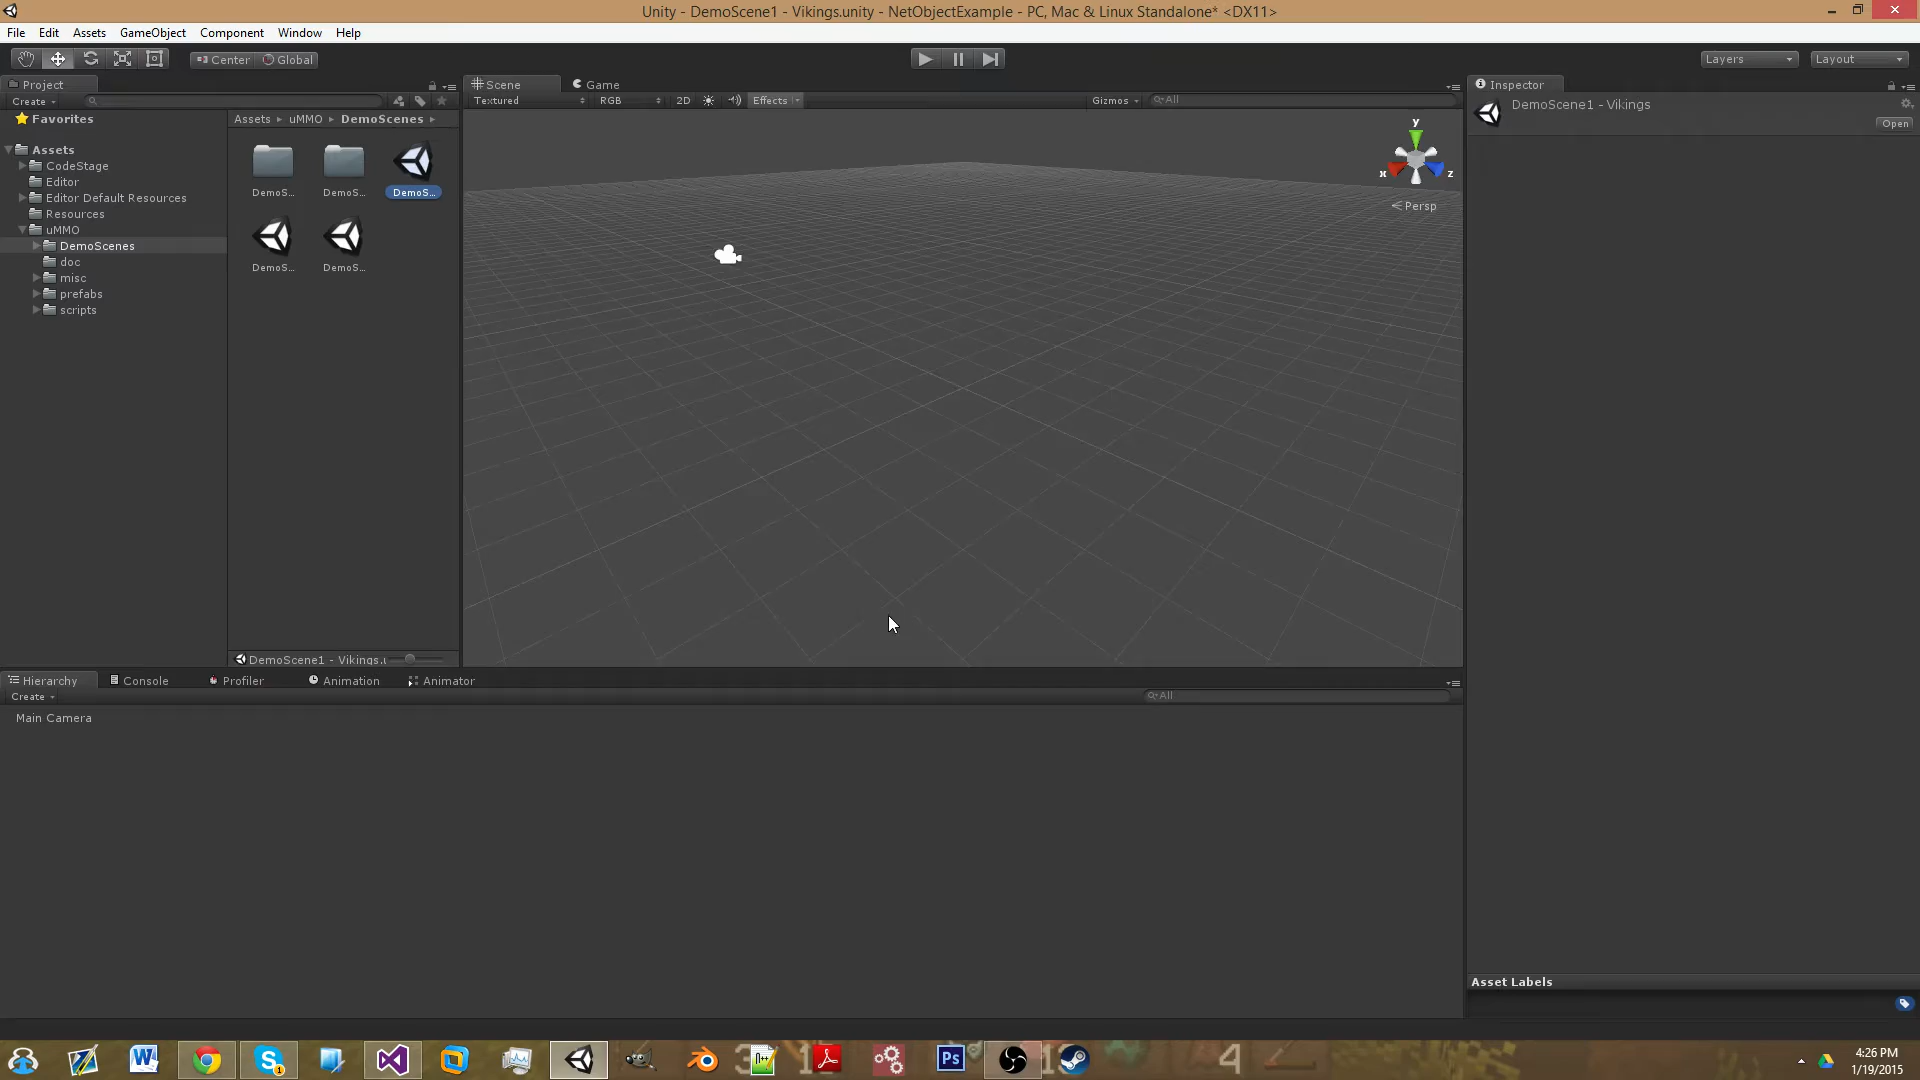 Unity - DemoScene1 - Vikings.unity - NetObjectExample - PC, Mac & Linux Standalone* <DX11>
File Edit Assets GameObject Component Window Help
Center Global Layers Layout
Project Scene Game Inspector
Create Textured RGB 2D Effects Gizmos All DemoScene1 - Vikings
Open
Favorites Assets uMMO DemoScenes
Assets
CodeStage
Editor
Editor Default Resources
Resources
uMMO
DemoScenes
doc
misc
prefabs
scripts
DemoS... DemoS... DemoS...
DemoS... DemoS...
y
x z
Persp
DemoScene1 - Vikings.u
Hierarchy Console Profiler Animation Animator
Create All
Main Camera
Asset Labels
W
S 1
n++
Ps
4
4:26 PM
1/19/2015